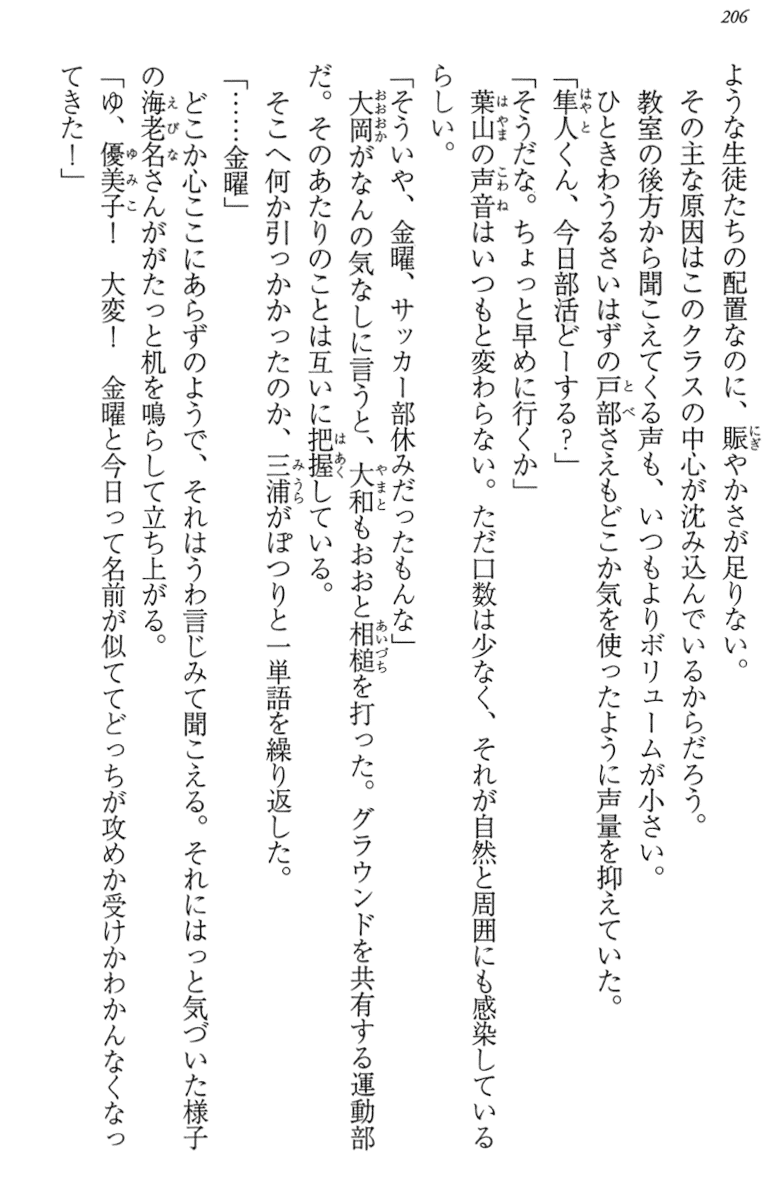 206
ような生徒たちの配置なのに、賑やかさが足りない。
その主な原因はこのクラスの中心が沈み込んでいるからだろう。
教室の後方から聞こえてくる声も、いつもよりボリュームが小さい。
ひときわうるさいはずの戸部さえもどこか気を使ったように声量を抑えていた。
「隼人くん、今日部活どーする?」
「そうだな。ちょっと早めに行くか」
葉山の声音はいつもと変わらない。ただ口数は少なく、それが自然と周囲にも感染している
らしい。
「そういや、金曜、サッカー部休みだったもんな」
大岡がなんの気なしに言うと、大和もおおと相槌を打った。グラウンドを共有する運動部
だ。そのあたりのことは互いに把握している。
そこへ何か引っかかったのか、三浦がぽつりと一単語を繰り返した。
「……金曜」
どこか心ここにあらずのようで、それはうわ言じみて聞こえる。それにはっと気づいた様子
の海老名さんががたっと机を鳴らして立ち上がる。
「ゆ、優美子! 大変! 金曜と今日って名前が似ててどっちが攻めか受けかわかんなくなっ
てきた!」